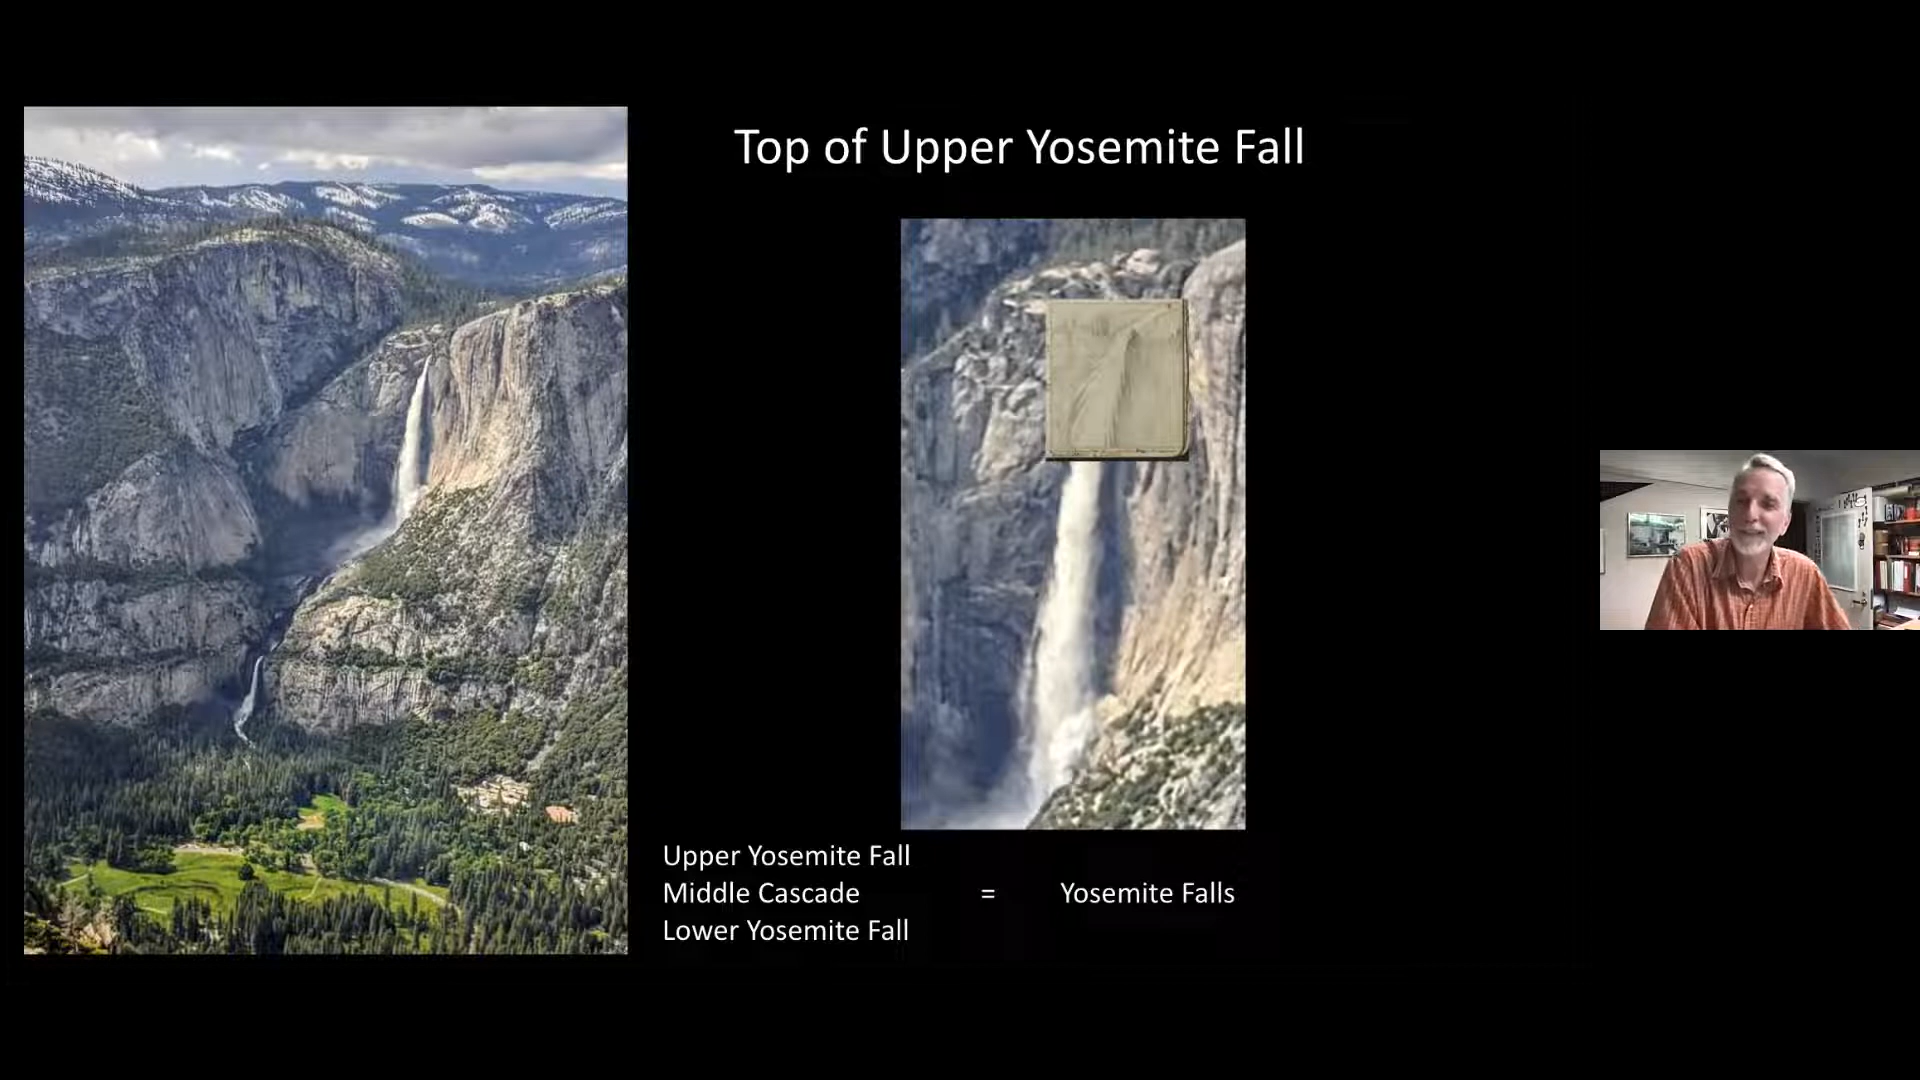 Top of Upper Yosemite Fall
Upper Yosemite Fall
Middle Cascade = Yosemite Falls
Lower Yosemite Fall